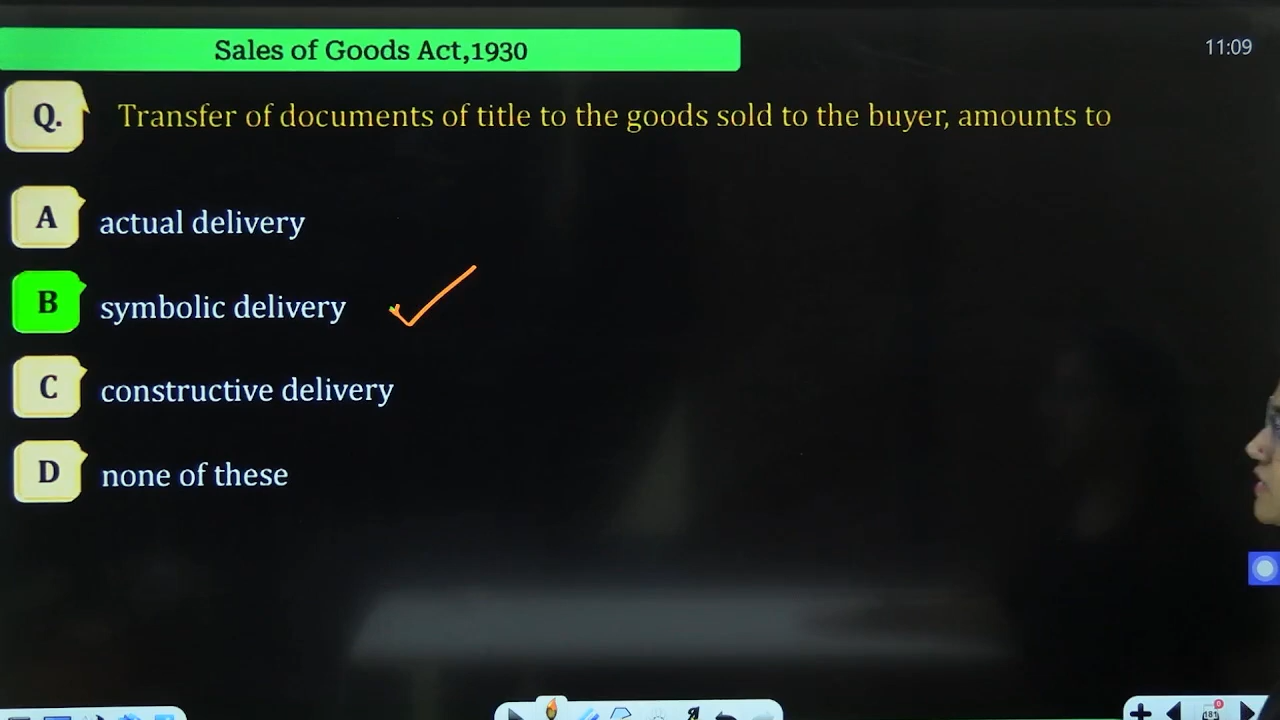 Sales of Goods Act,1930
11:09
Q. Transfer of documents of title to the goods sold to the buyer, amounts to
A actual delivery
B symbolic delivery
C constructive delivery
D none of these
181